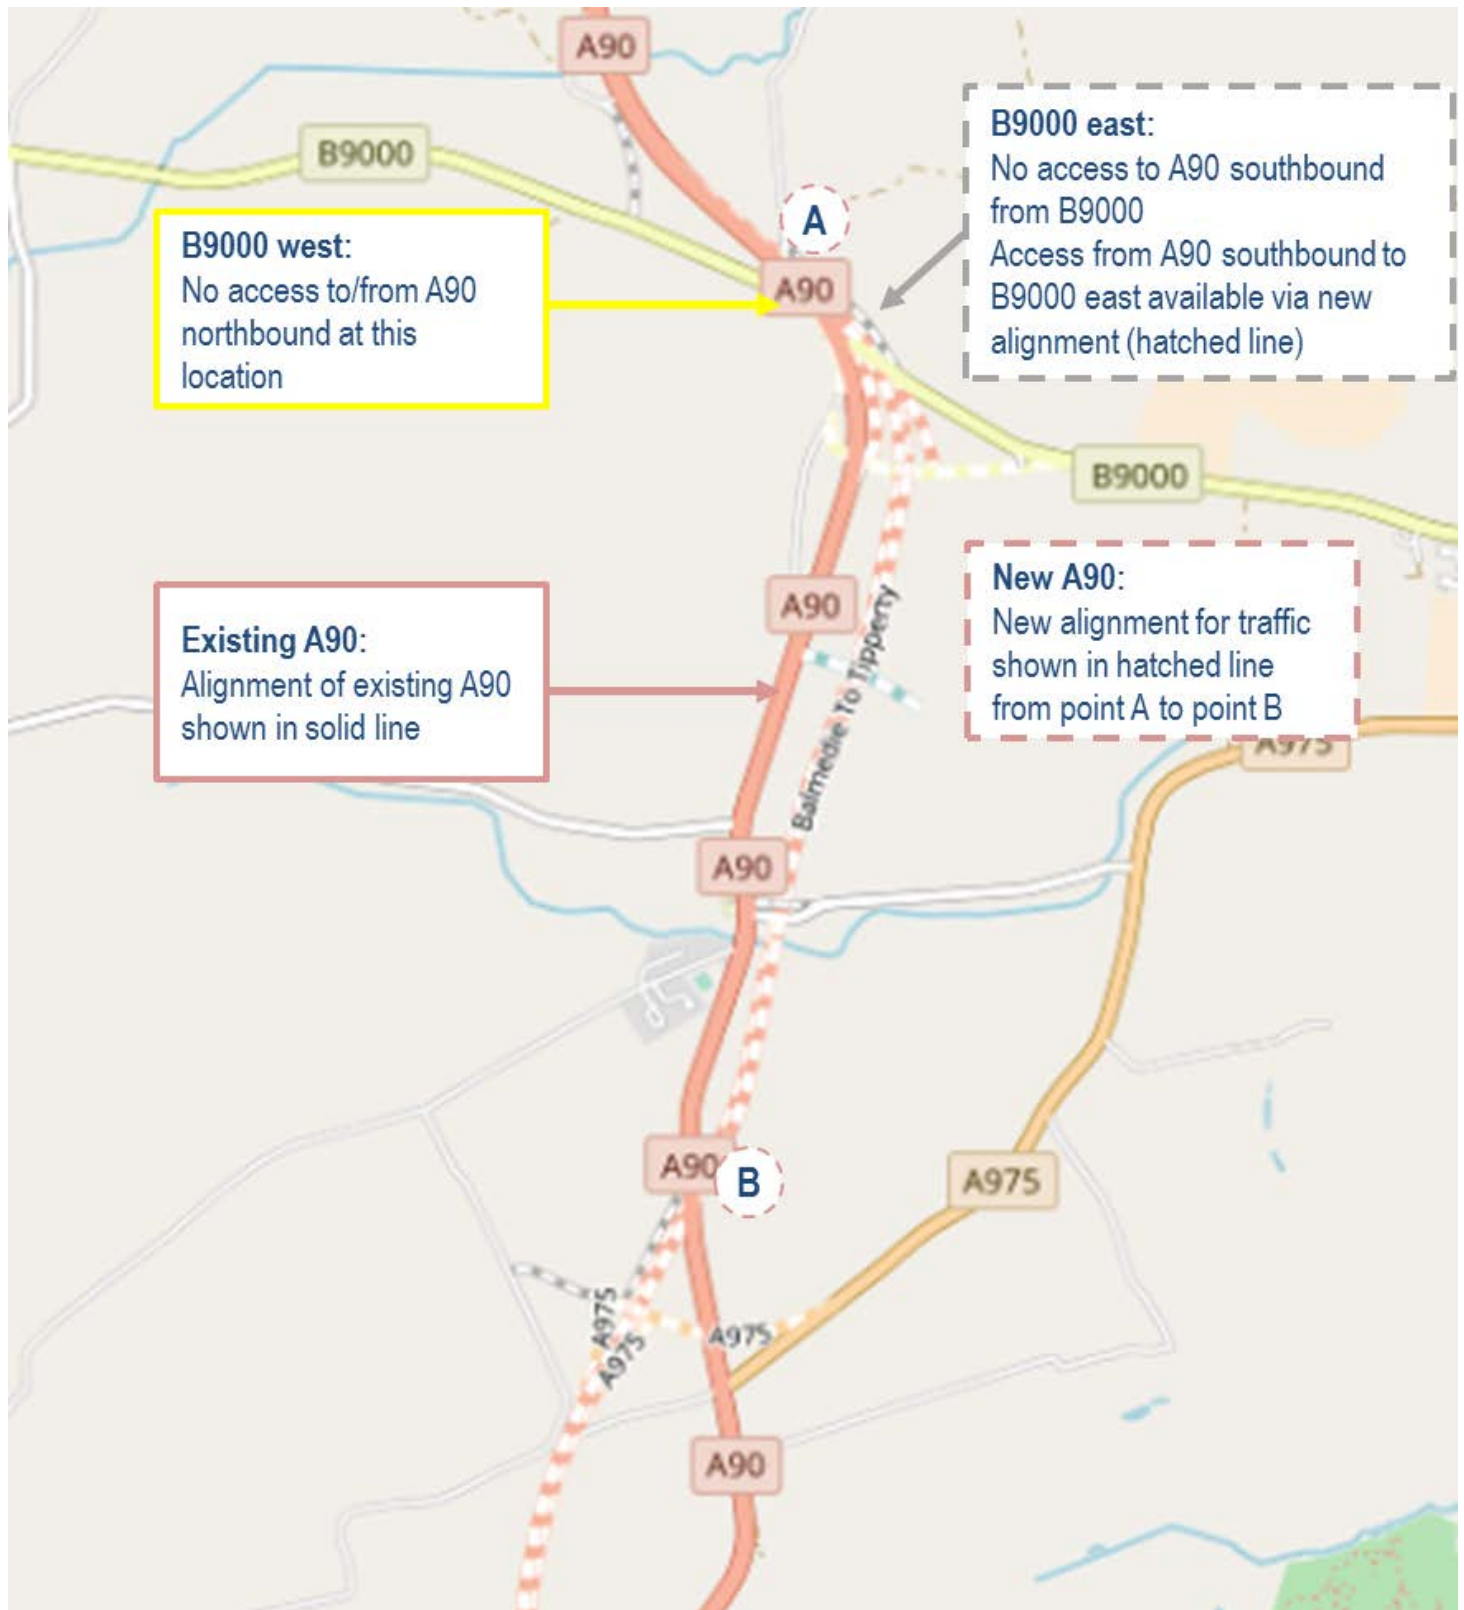 A90
B9000 east:
No access to A90 southbound
from B9000
Access from A90 southbound to
B9000 east available via new
alignment (hatched line)
B9000
A
B9000 west:
No access to/from A90
northbound at this
location
A90
B9000
New A90:
New alignment for traffic
shown in hatched line
from point A to point B
A90
Existing A90:
Alignment of existing A90
shown in solid line
Balmedie To Tipperty
A975
A90
A90
B
A975
A975
A975
A975
A90